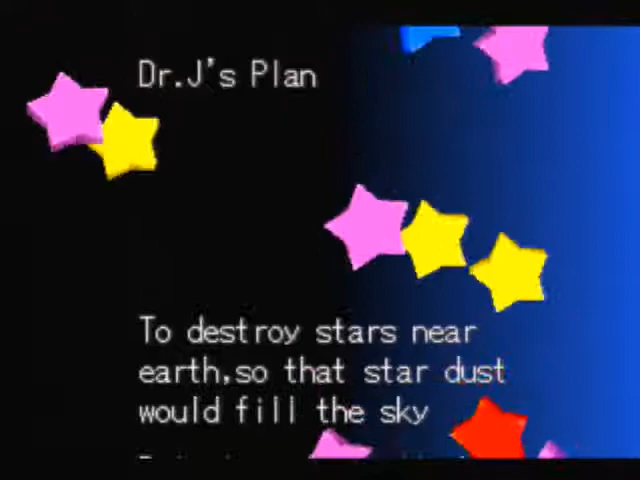 Dr.J's Plan
To destroy stars near
earth,so that star dust
would fill the sky